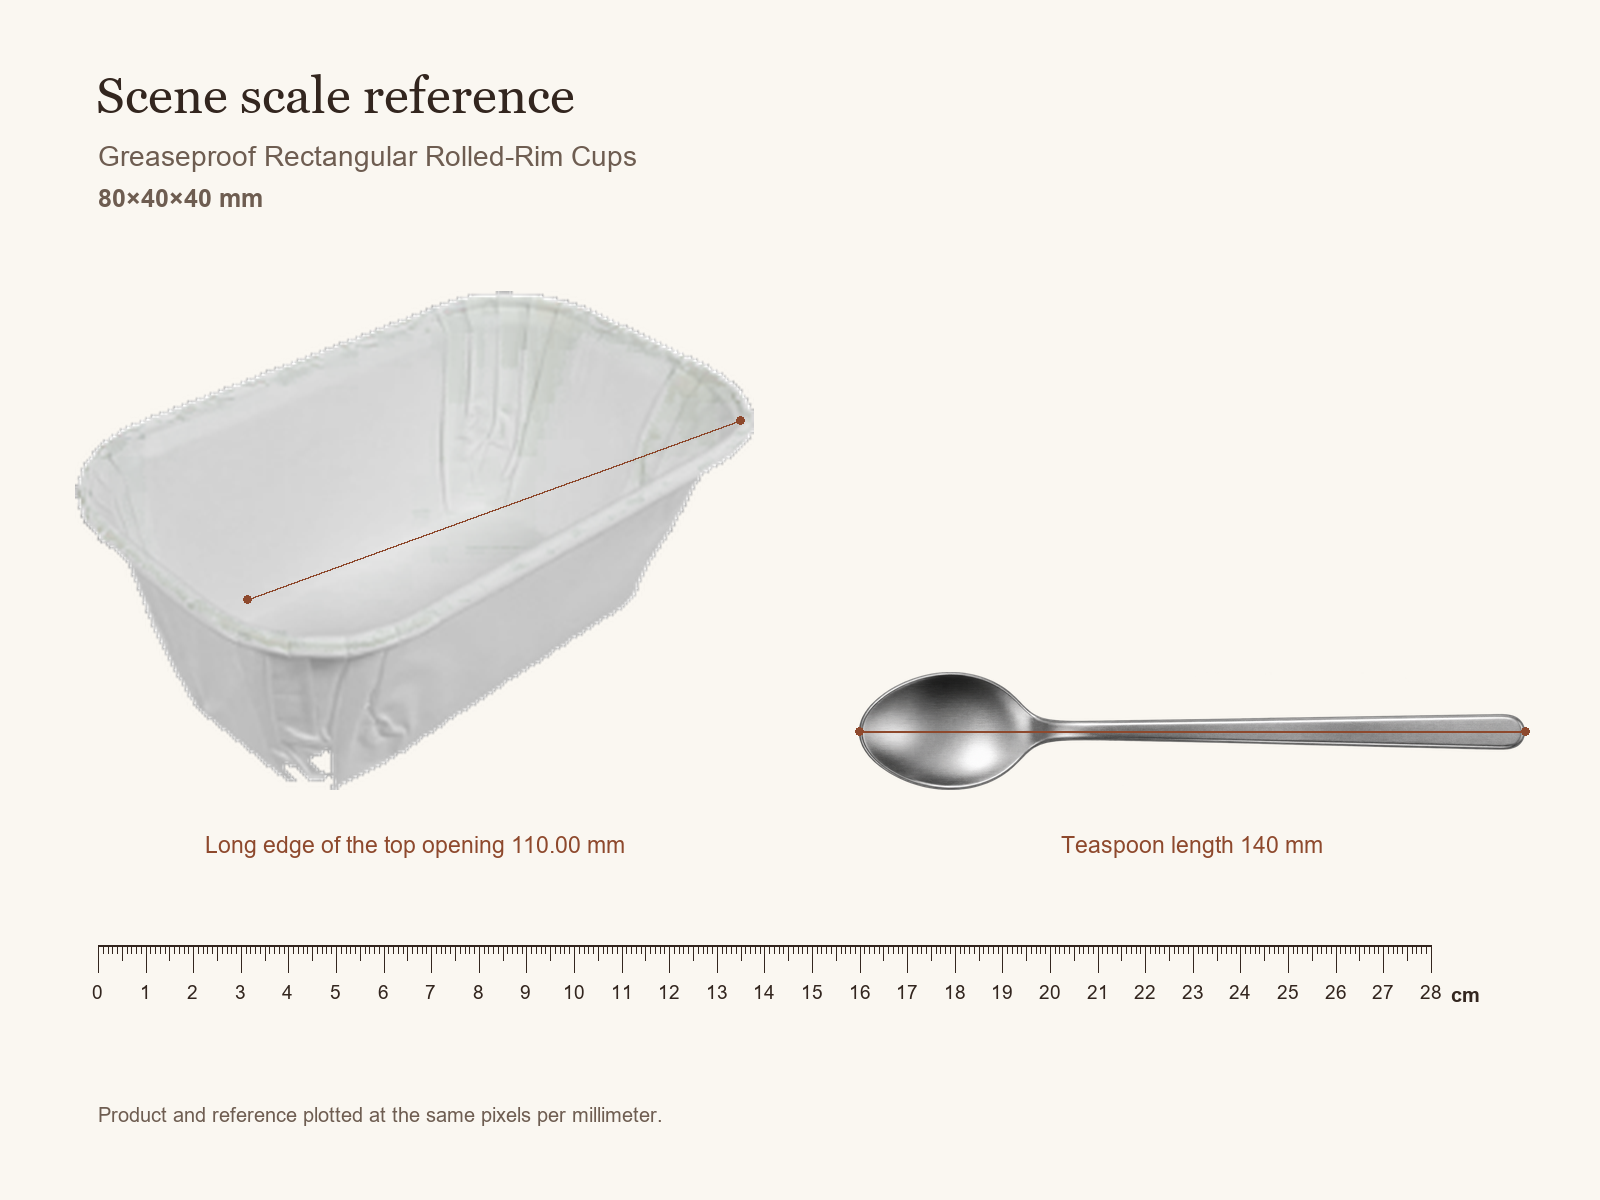 Scene scale reference
Greaseproof Rectangular Rolled-Rim Cups
80×40×40 mm
Long edge of the top opening 110.00 mm
Teaspoon length 140 mm
0 1 2 3 4 5 6 7 8 9 10 11 12 13 14 15 16 17 18 19 20 21 22 23 24 25 26 27 28 cm
Product and reference plotted at the same pixels per millimeter.